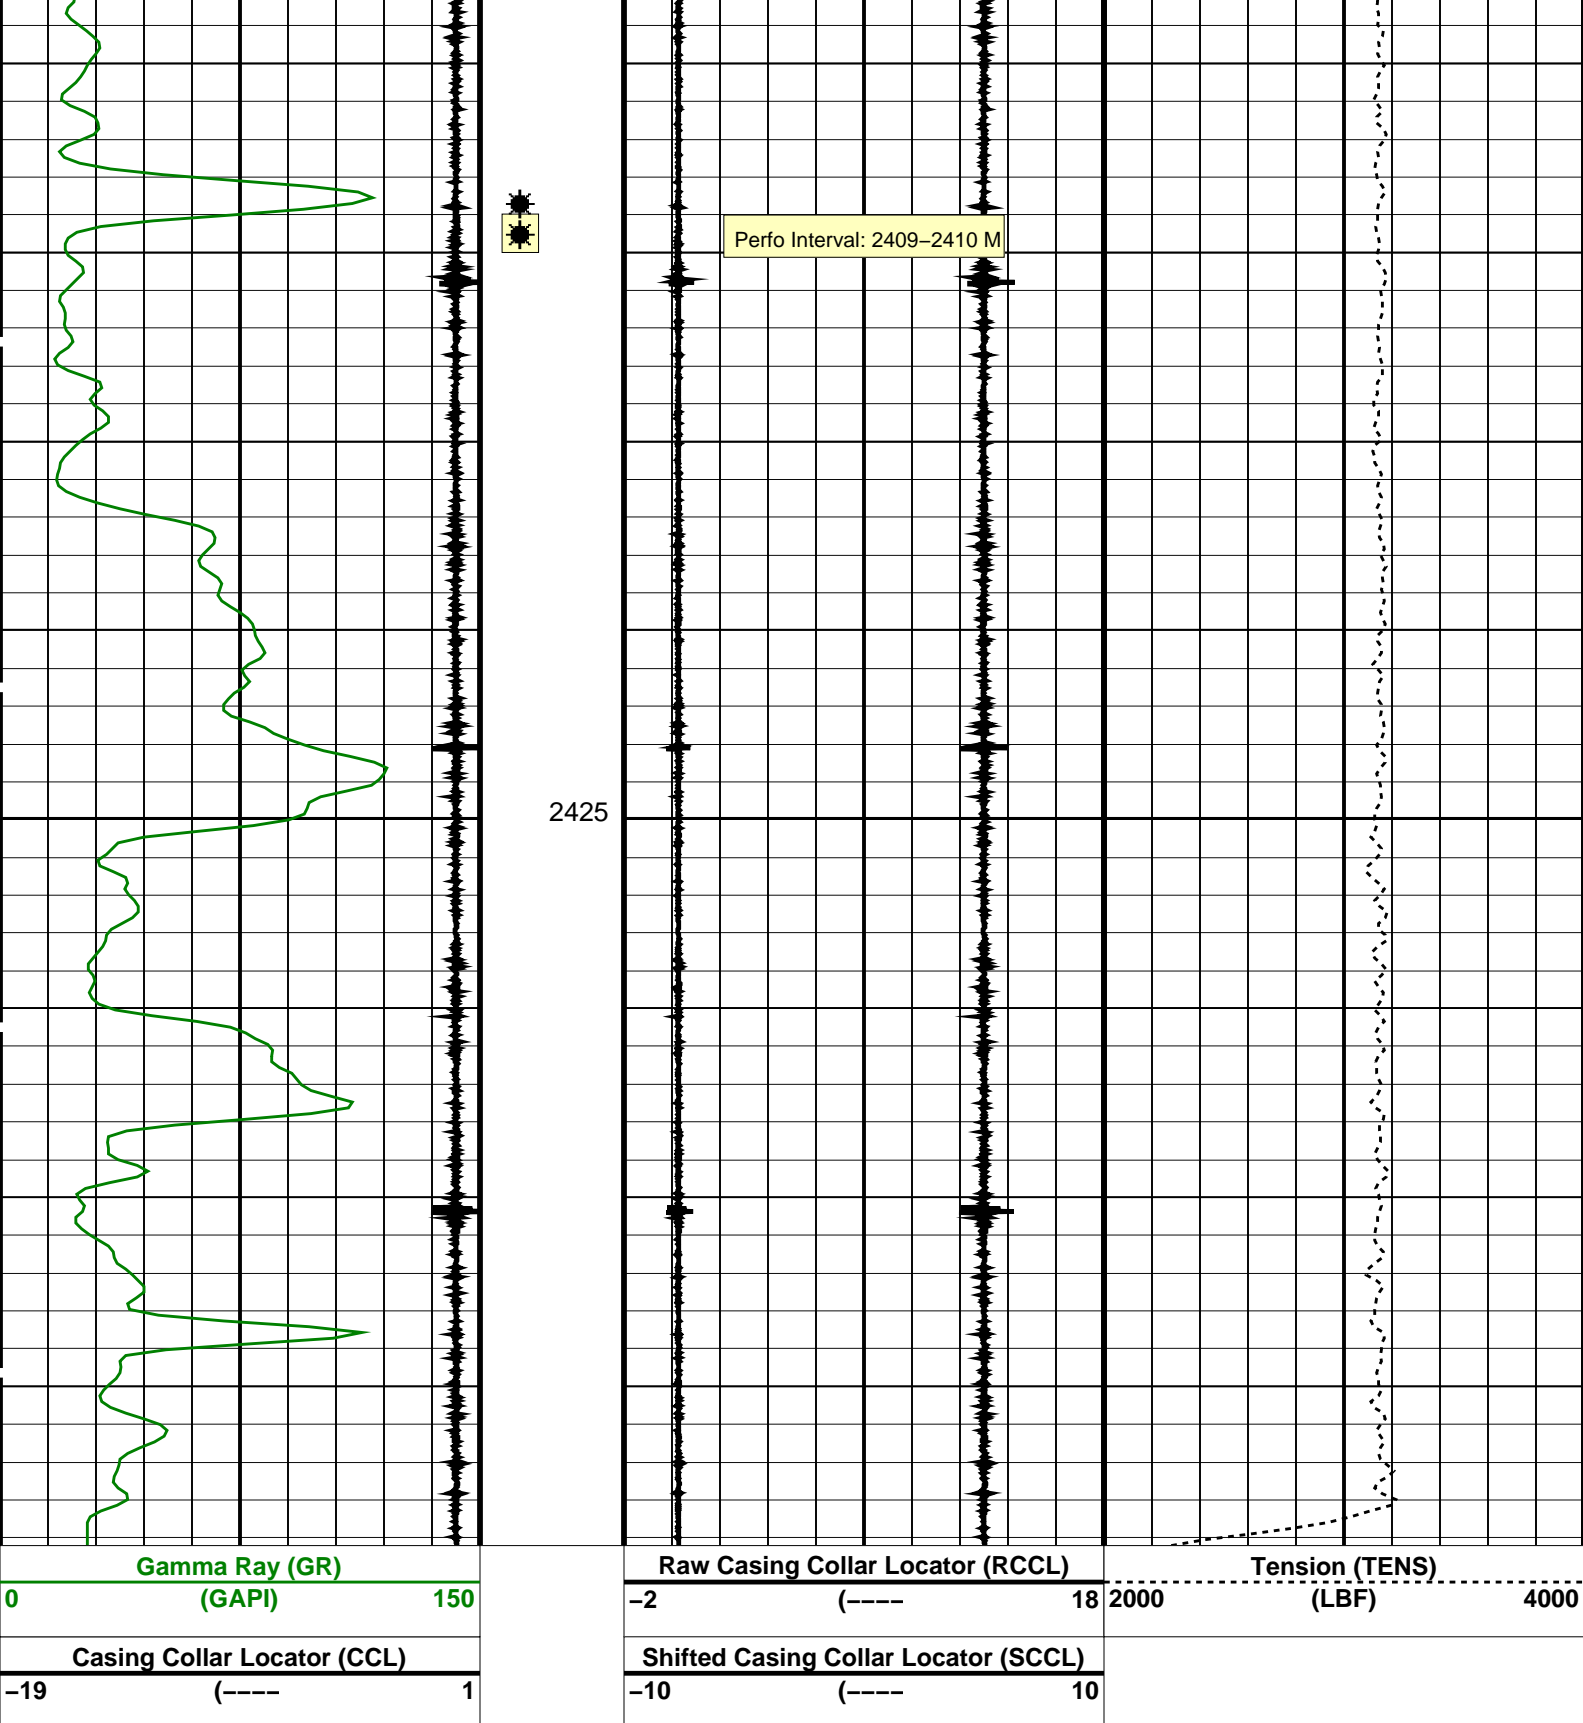 Perfo Interval: 2409–2410 M
2425
Gamma Ray (GR)
0 (GAPI) 150
Raw Casing Collar Locator (RCCL)
–2 (–––– 18
Tension (TENS)
2000 (LBF) 4000
Casing Collar Locator (CCL)
–19 (–––– 1
Shifted Casing Collar Locator (SCCL)
–10 (–––– 10